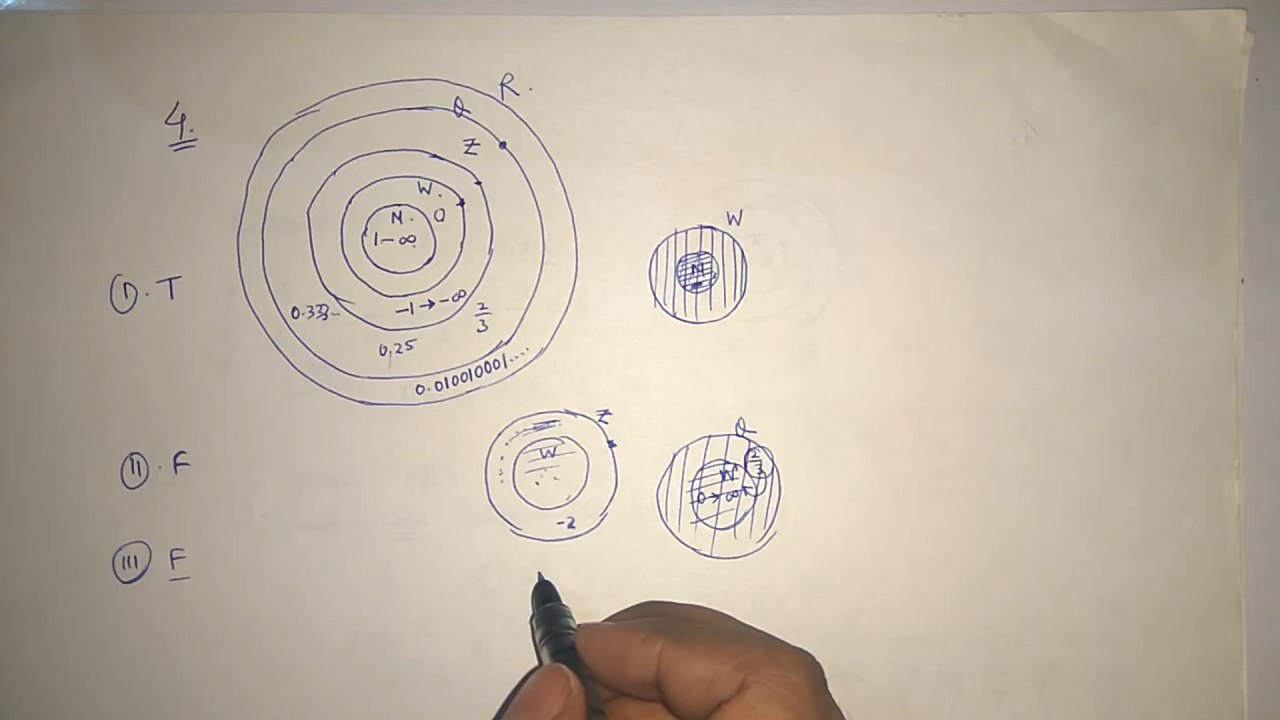 4.
R.
Q
Z
W.
N. 0
1-∞
-1→-∞
0.333-
2/3
0.25
0.010010001....
W
N
(I). T
Z
W
-2
Q
W
2/3
0→∞
(II). F
(III) F